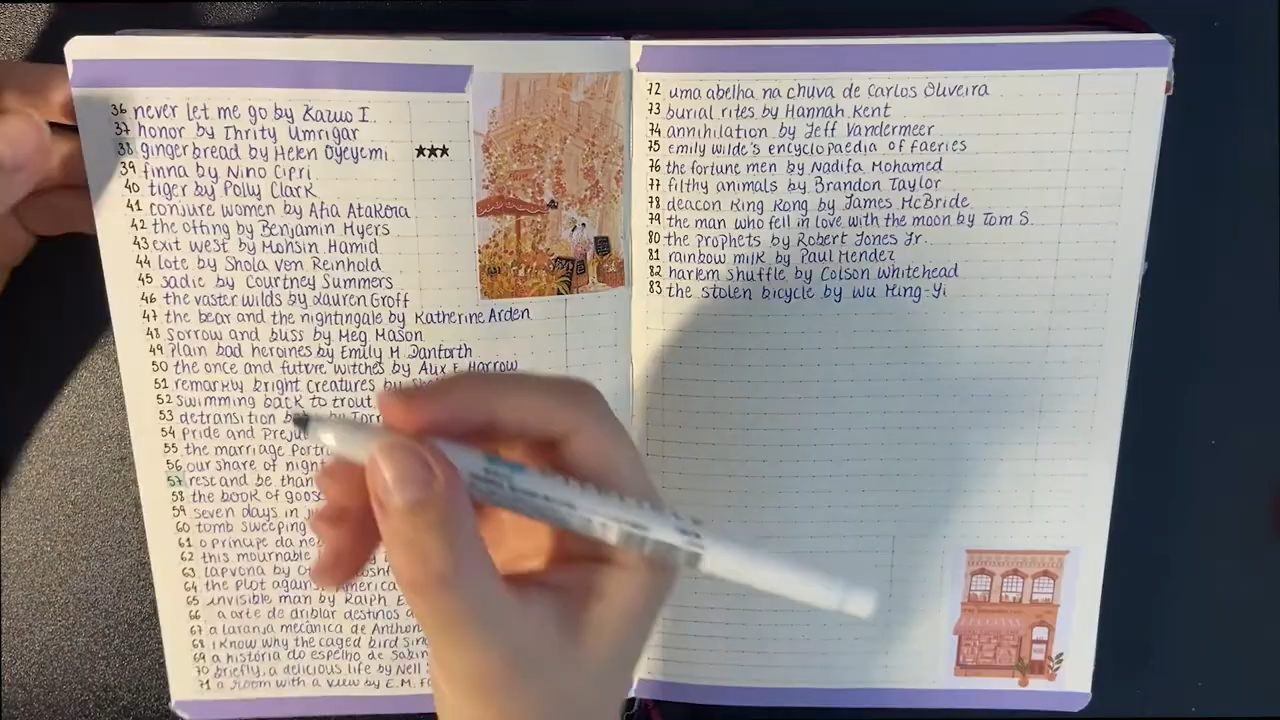 36 never let me go by Kazuo I.
37 honor by Thrity Umrigar
38 gingerbread by Helen Oyeyemi ★★★
39 finna by Nino Cipri
40 tiger by Polly Clark
41 conjure women by Afia Atakora
42 the offing by Benjamin Myers
43 exit west by Mohsin Hamid
44 lote by Shola von Reinhold
45 sadie by Courtney Summers
46 the vaster wilds by Lauren Groff
47 the bear and the nightingale by Katherine Arden
48 sorrow and bliss by Meg Mason
49 plain bad heroines by Emily M. Danforth
50 the once and future witches by Alix E. Harrow
51 remarkly bright creatures by
52 swimming back to trout
53 detransition
54 pride and
55 the marriage
56 our share of night
57 rest and be
58 the book of
59 seven days in
60 tomb sweeping
61 o príncipe da
62 this mournable
63 lapvona by
64 the plot against America
65 invisible man by Ralph
66 a arte de driblar destinos
67 a laranja mecânica de
68 i know why the caged bird
69 a história do espelho de
70 briefly, a delicious life by Nell
71 a room with a view by E.M.
72 uma abelha na chuva de Carlos Oliveira
73 burial rites by Hannah Kent
74 annihilation by Jeff Vandermeer
75 emily wilde's encyclopaedia of faeries
76 the fortune men by Nadifa Mohamed
77 filthy animals by Brandon Taylor
78 deacon king kong by James McBride
79 the man who fell in love with the moon by Tom S.
80 the prophets by Robert Jones Jr.
81 rainbow milk by Paul Mendez
82 harlem shuffle by Colson Whitehead
83 the stolen bicycle by Wu Ming-Yi